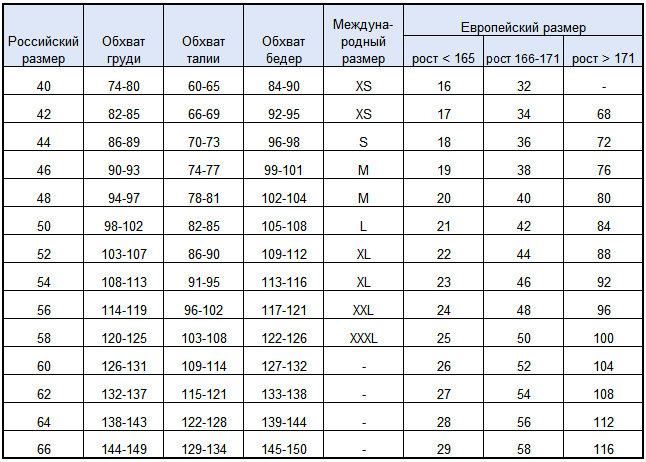 Российский размер Обхват груди Обхват талии Обхват бедер Междуна-родный размер Европейский размер
рост < 165 рост 166-171 рост > 171
40 74-80 60-65 84-90 XS 16 32 -
42 82-85 66-69 92-95 XS 17 34 68
44 86-89 70-73 96-98 S 18 36 72
46 90-93 74-77 99-101 M 19 38 76
48 94-97 78-81 102-104 M 20 40 80
50 98-102 82-85 105-108 L 21 42 84
52 103-107 86-90 109-112 XL 22 44 88
54 108-113 91-95 113-116 XL 23 46 92
56 114-119 96-102 117-121 XXL 24 48 96
58 120-125 103-108 122-126 XXXL 25 50 100
60 126-131 109-114 127-132 - 26 52 104
62 132-137 115-121 133-138 - 27 54 108
64 138-143 122-128 139-144 - 28 56 112
66 144-149 129-134 145-150 - 29 58 116